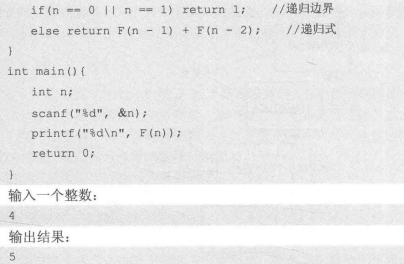 if(n == 0 || n == 1) return 1;    //递归边界
else return F(n - 1) + F(n - 2);    //递归式
}
int main(){
int n;
scanf("%d", &n);
printf("%d\n", F(n));
return 0;
}
输入一个整数：
4
输出结果：
5